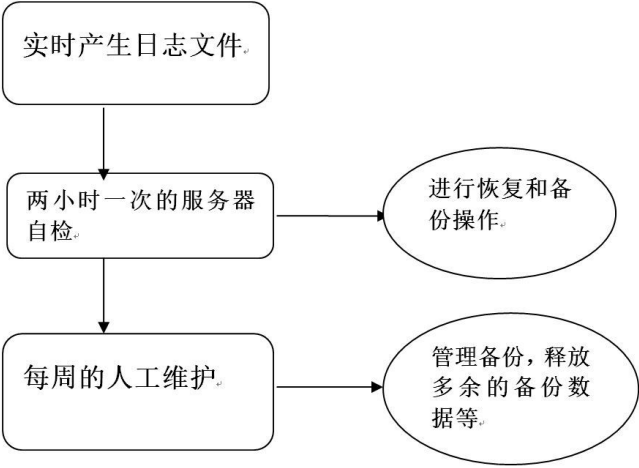 实时产生日志文件
两小时一次的服务器
自检
进行恢复和备
份操作。
每周的人工维护
管理备份，释放
多余的备份数
据等